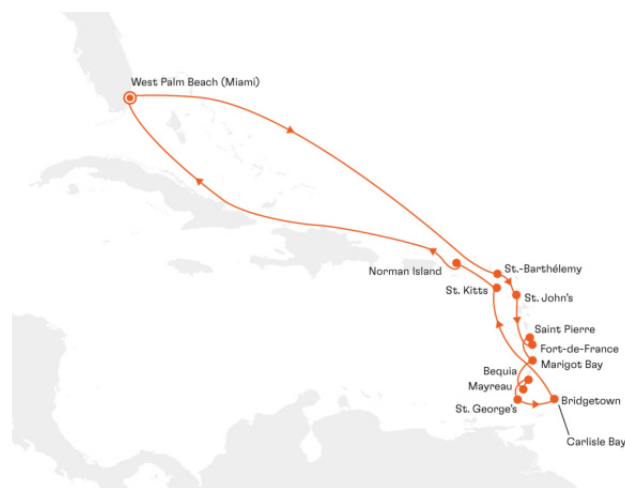 West Palm Beach (Miami)
St.-Barthélemy
Norman Island
St. Kitts
St. John's
Saint Pierre
Fort-de-France
Marigot Bay
Bequia
Mayreau
St. George's
Bridgetown
Carlisle Bay